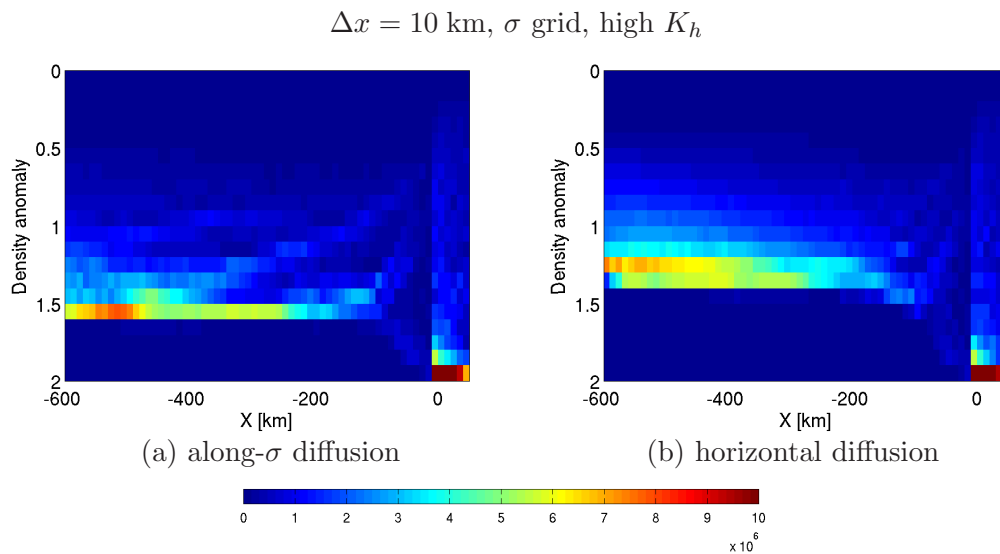 Δx = 10 km, σ grid, high K_h
0
0.5
1
1.5
2
Density anomaly
-600
-400
-200
0
X [km]
(a) along-σ diffusion
0
0.5
1
1.5
2
Density anomaly
-600
-400
-200
0
X [km]
(b) horizontal diffusion
0 1 2 3 4 5 6 7 8 9 10
x 10^6